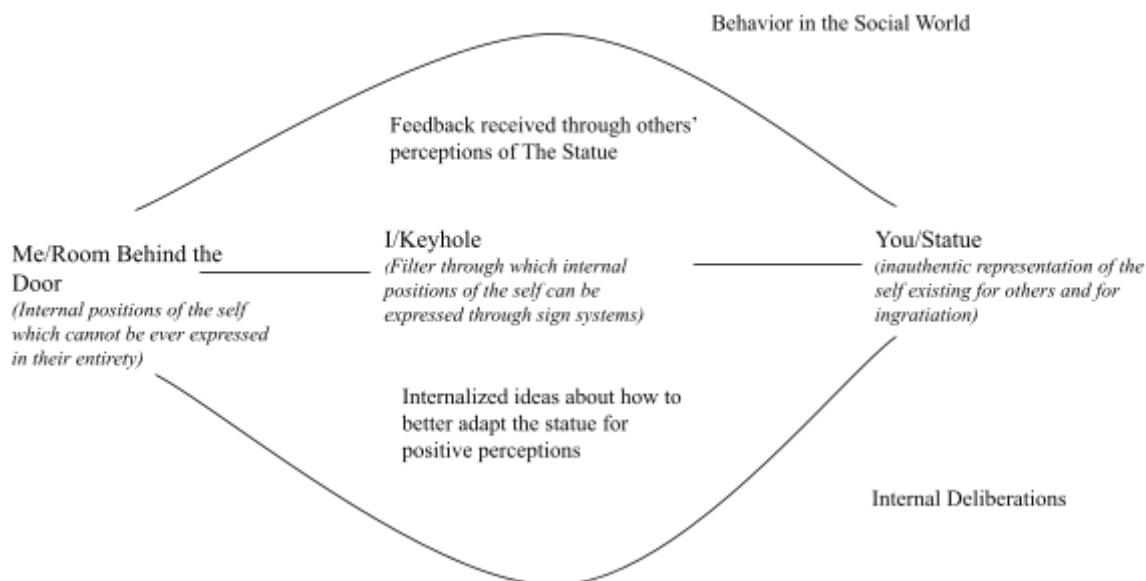 Behavior in the Social World
Feedback received through others’
perceptions of The Statue
Me/Room Behind the
Door
(Internal positions of the self
which cannot be ever expressed
in their entirety)
I/Keyhole
(Filter through which internal
positions of the self can be
expressed through sign systems)
You/Statue
(inauthentic representation of the
self existing for others and for
ingratiation)
Internalized ideas about how to
better adapt the statue for
positive perceptions
Internal Deliberations